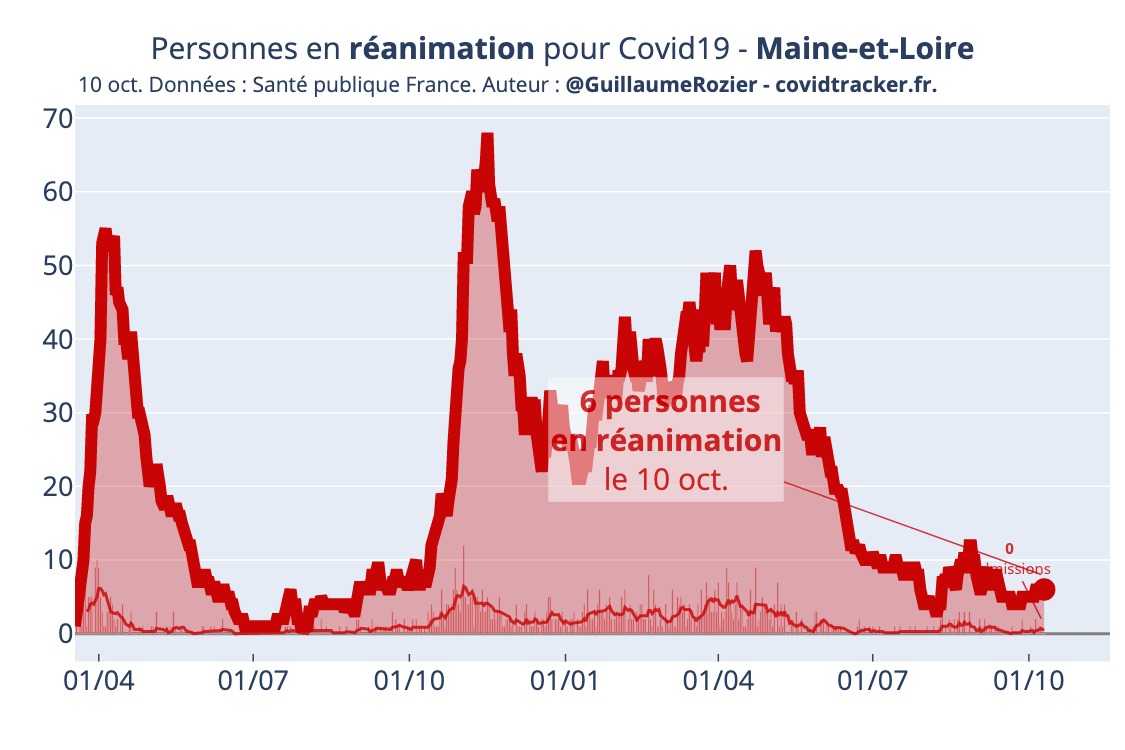 Personnes en réanimation pour Covid19 - Maine-et-Loire
10 oct. Données : Santé publique France. Auteur : @GuillaumeRozier - covidtracker.fr.
70
60
50
40
30
20
10
0
6 personnes
en réanimation
le 10 oct.
0
01/04 01/07 01/10 01/01 01/04 01/07 01/10